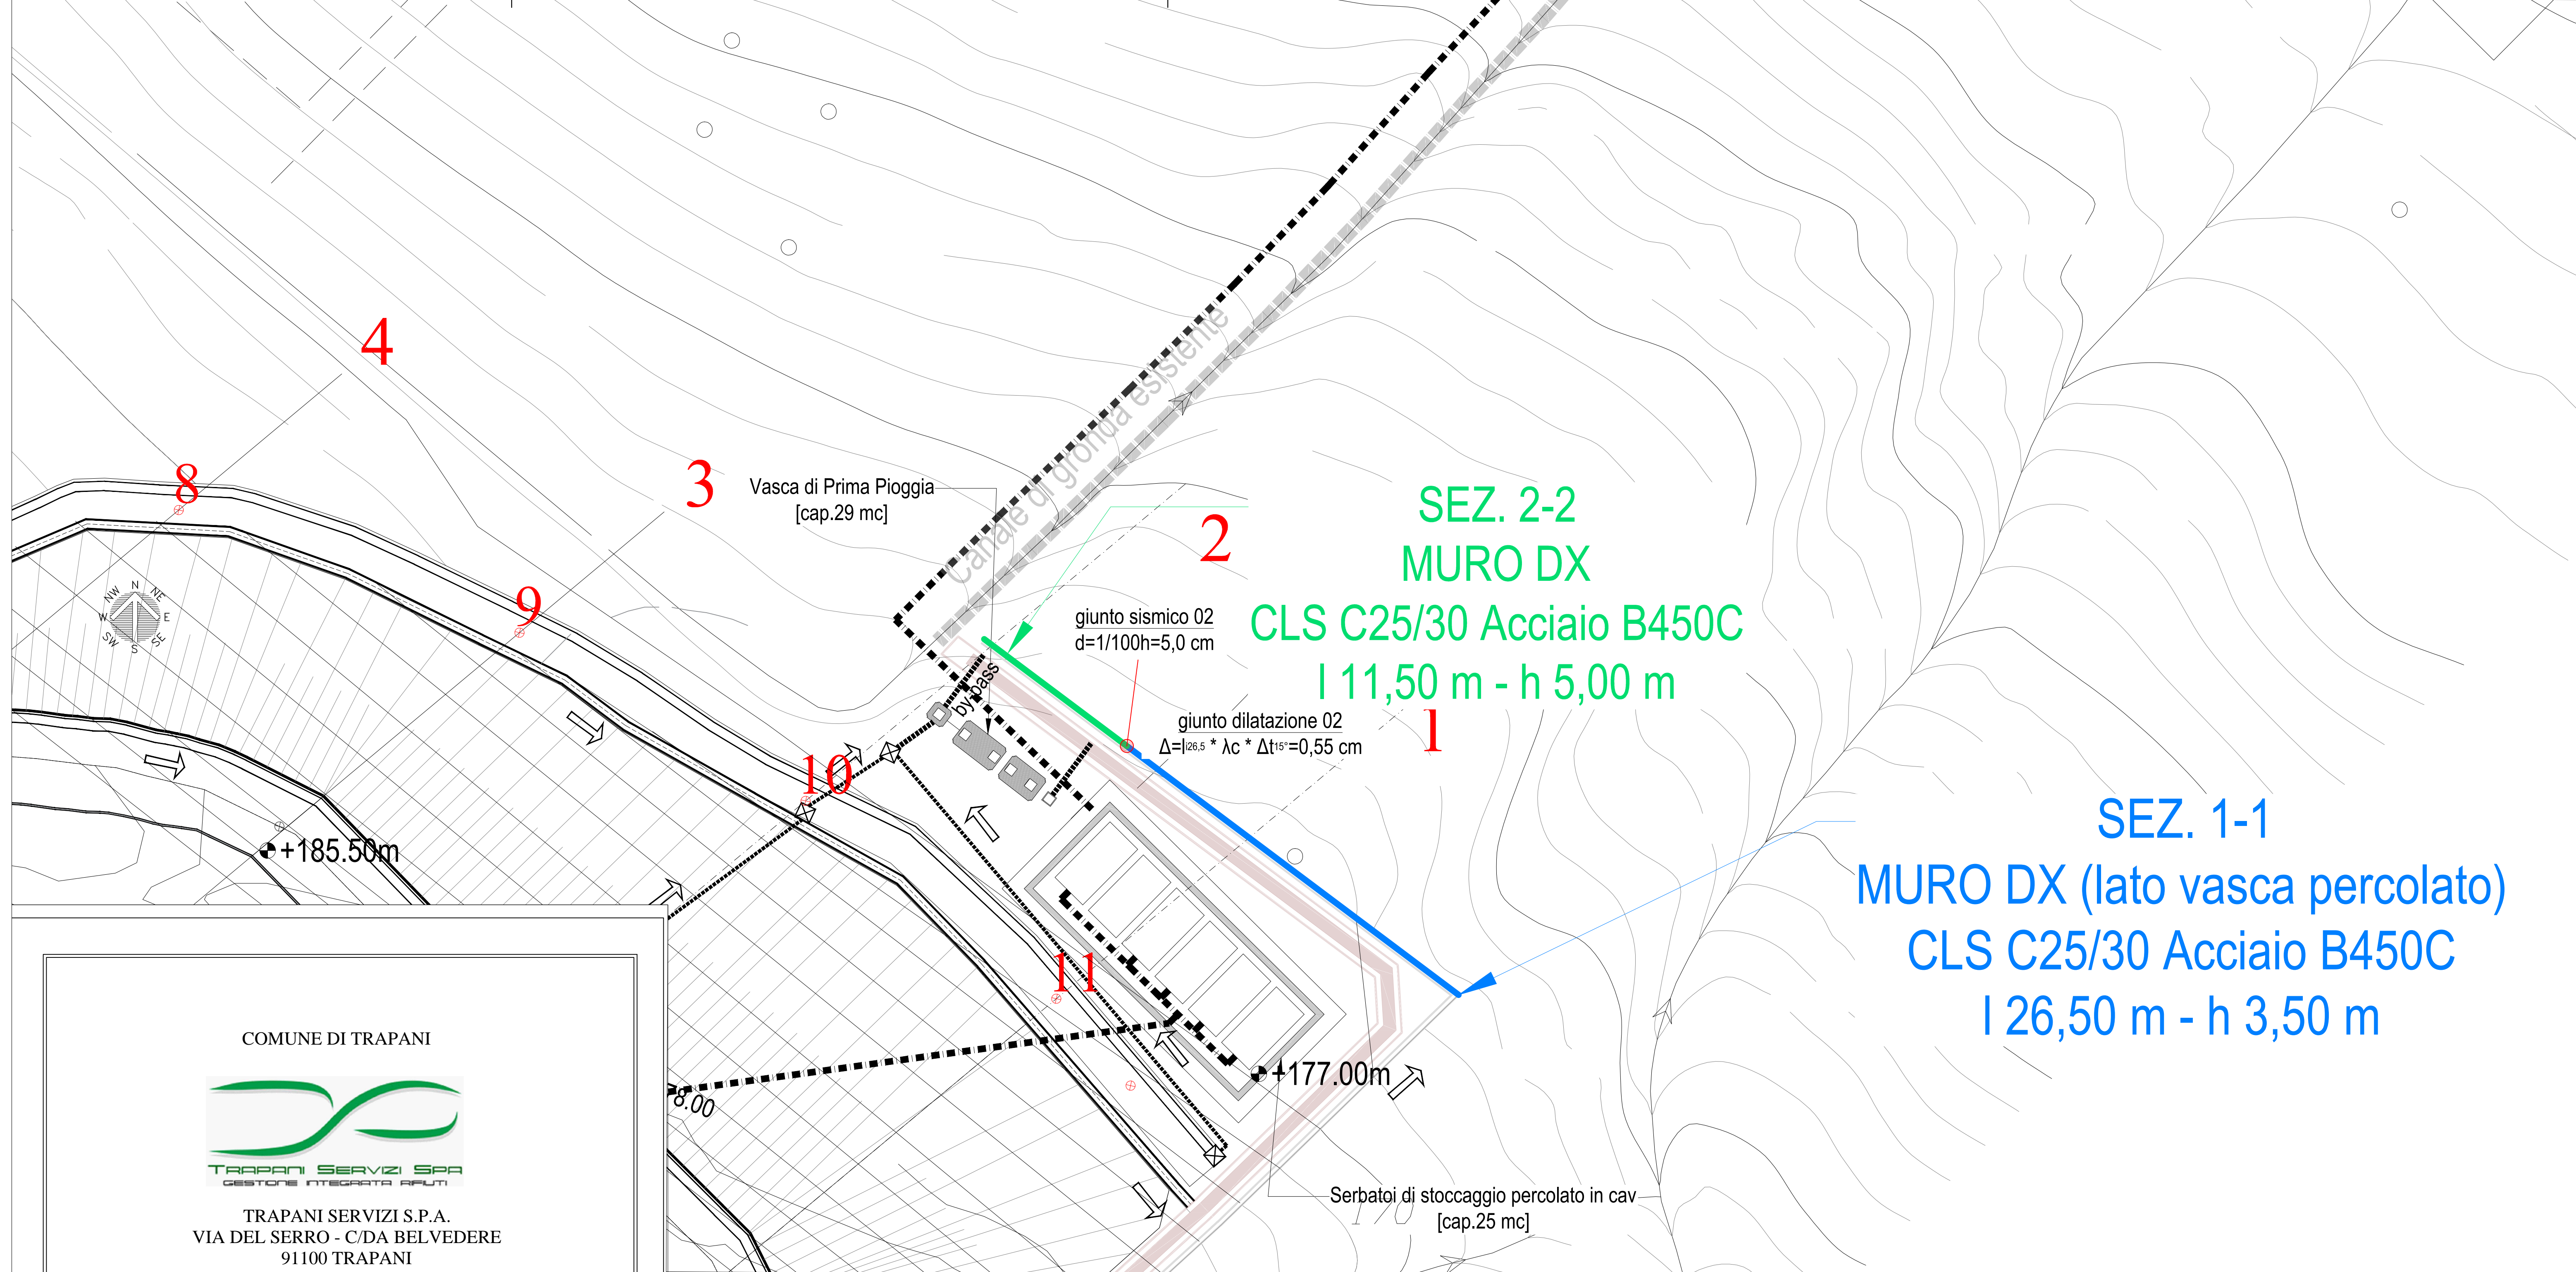 4
3
8
9
Vasca di Prima Pioggia
[cap.29 mc]
Canale di gronda esistente
2
SEZ. 2-2
MURO DX
CLS C25/30 Acciaio B450C
l 11,50 m - h 5,00 m
giunto sismico 02
d=1/100h=5,0 cm
giunto dilatazione 02
Δ=l26,5 * λc * Δt15°=0,55 cm
1
bypass
N
NE
E
SE
S
SW
W
NW
10
11
+185.50m
SEZ. 1-1
MURO DX (lato vasca percolato)
CLS C25/30 Acciaio B450C
l 26,50 m - h 3,50 m
+177.00m
8.00
Serbatoi di stoccaggio percolato in cav
[cap.25 mc]
COMUNE DI TRAPANI
TRAPANI SERVIZI SPA
GESTIONE INTEGRATA RIFIUTI
TRAPANI SERVIZI S.P.A.
VIA DEL SERRO - C/DA BELVEDERE
91100 TRAPANI